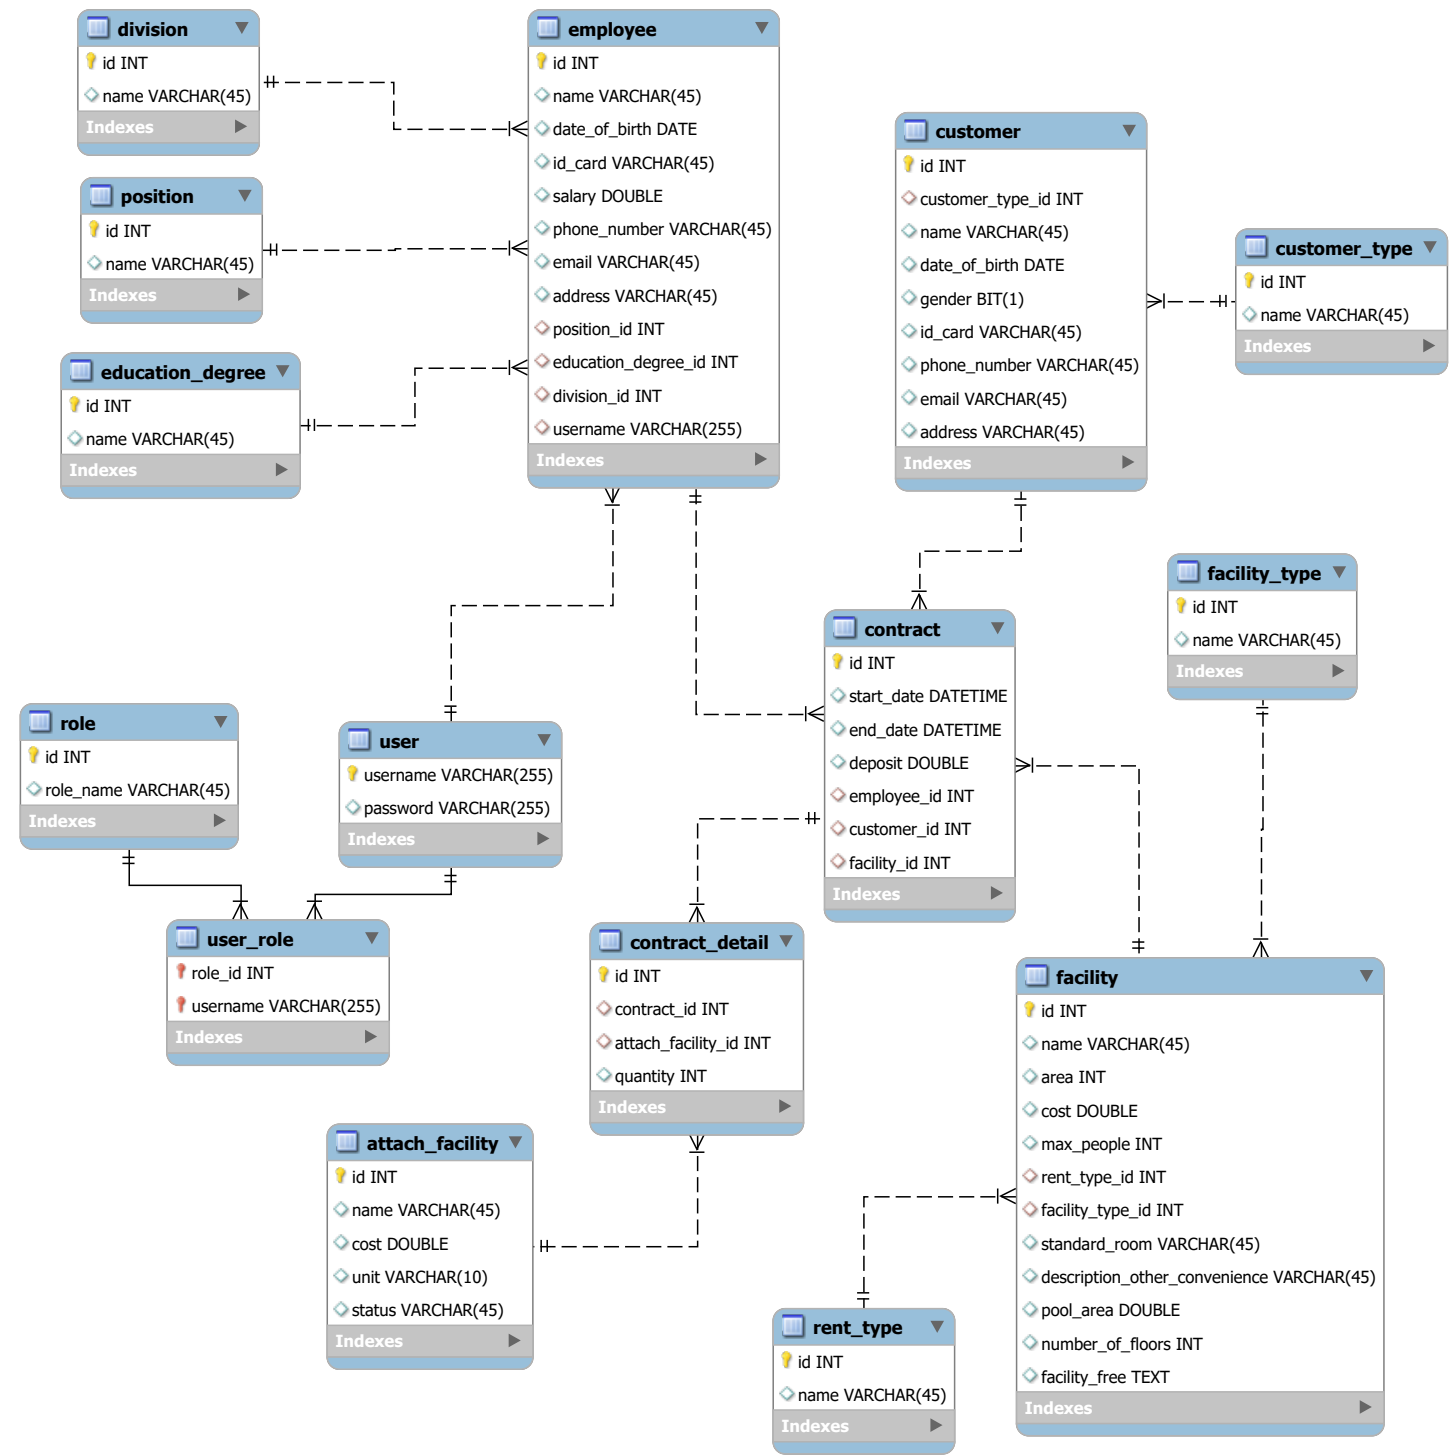 division
id INT
name VARCHAR(45)
Indexes
position
id INT
name VARCHAR(45)
Indexes
education_degree
id INT
name VARCHAR(45)
Indexes
employee
id INT
name VARCHAR(45)
date_of_birth DATE
id_card VARCHAR(45)
salary DOUBLE
phone_number VARCHAR(45)
email VARCHAR(45)
address VARCHAR(45)
position_id INT
education_degree_id INT
division_id INT
username VARCHAR(255)
Indexes
customer
id INT
customer_type_id INT
name VARCHAR(45)
date_of_birth DATE
gender BIT(1)
id_card VARCHAR(45)
phone_number VARCHAR(45)
email VARCHAR(45)
address VARCHAR(45)
Indexes
customer_type
id INT
name VARCHAR(45)
Indexes
facility_type
id INT
name VARCHAR(45)
Indexes
contract
id INT
start_date DATETIME
end_date DATETIME
deposit DOUBLE
employee_id INT
customer_id INT
facility_id INT
Indexes
role
id INT
role_name VARCHAR(45)
Indexes
user
username VARCHAR(255)
password VARCHAR(255)
Indexes
user_role
role_id INT
username VARCHAR(255)
Indexes
contract_detail
id INT
contract_id INT
attach_facility_id INT
quantity INT
Indexes
facility
id INT
name VARCHAR(45)
area INT
cost DOUBLE
max_people INT
rent_type_id INT
facility_type_id INT
standard_room VARCHAR(45)
description_other_convenience VARCHAR(45)
pool_area DOUBLE
number_of_floors INT
facility_free TEXT
Indexes
attach_facility
id INT
name VARCHAR(45)
cost DOUBLE
unit VARCHAR(10)
status VARCHAR(45)
Indexes
rent_type
id INT
name VARCHAR(45)
Indexes